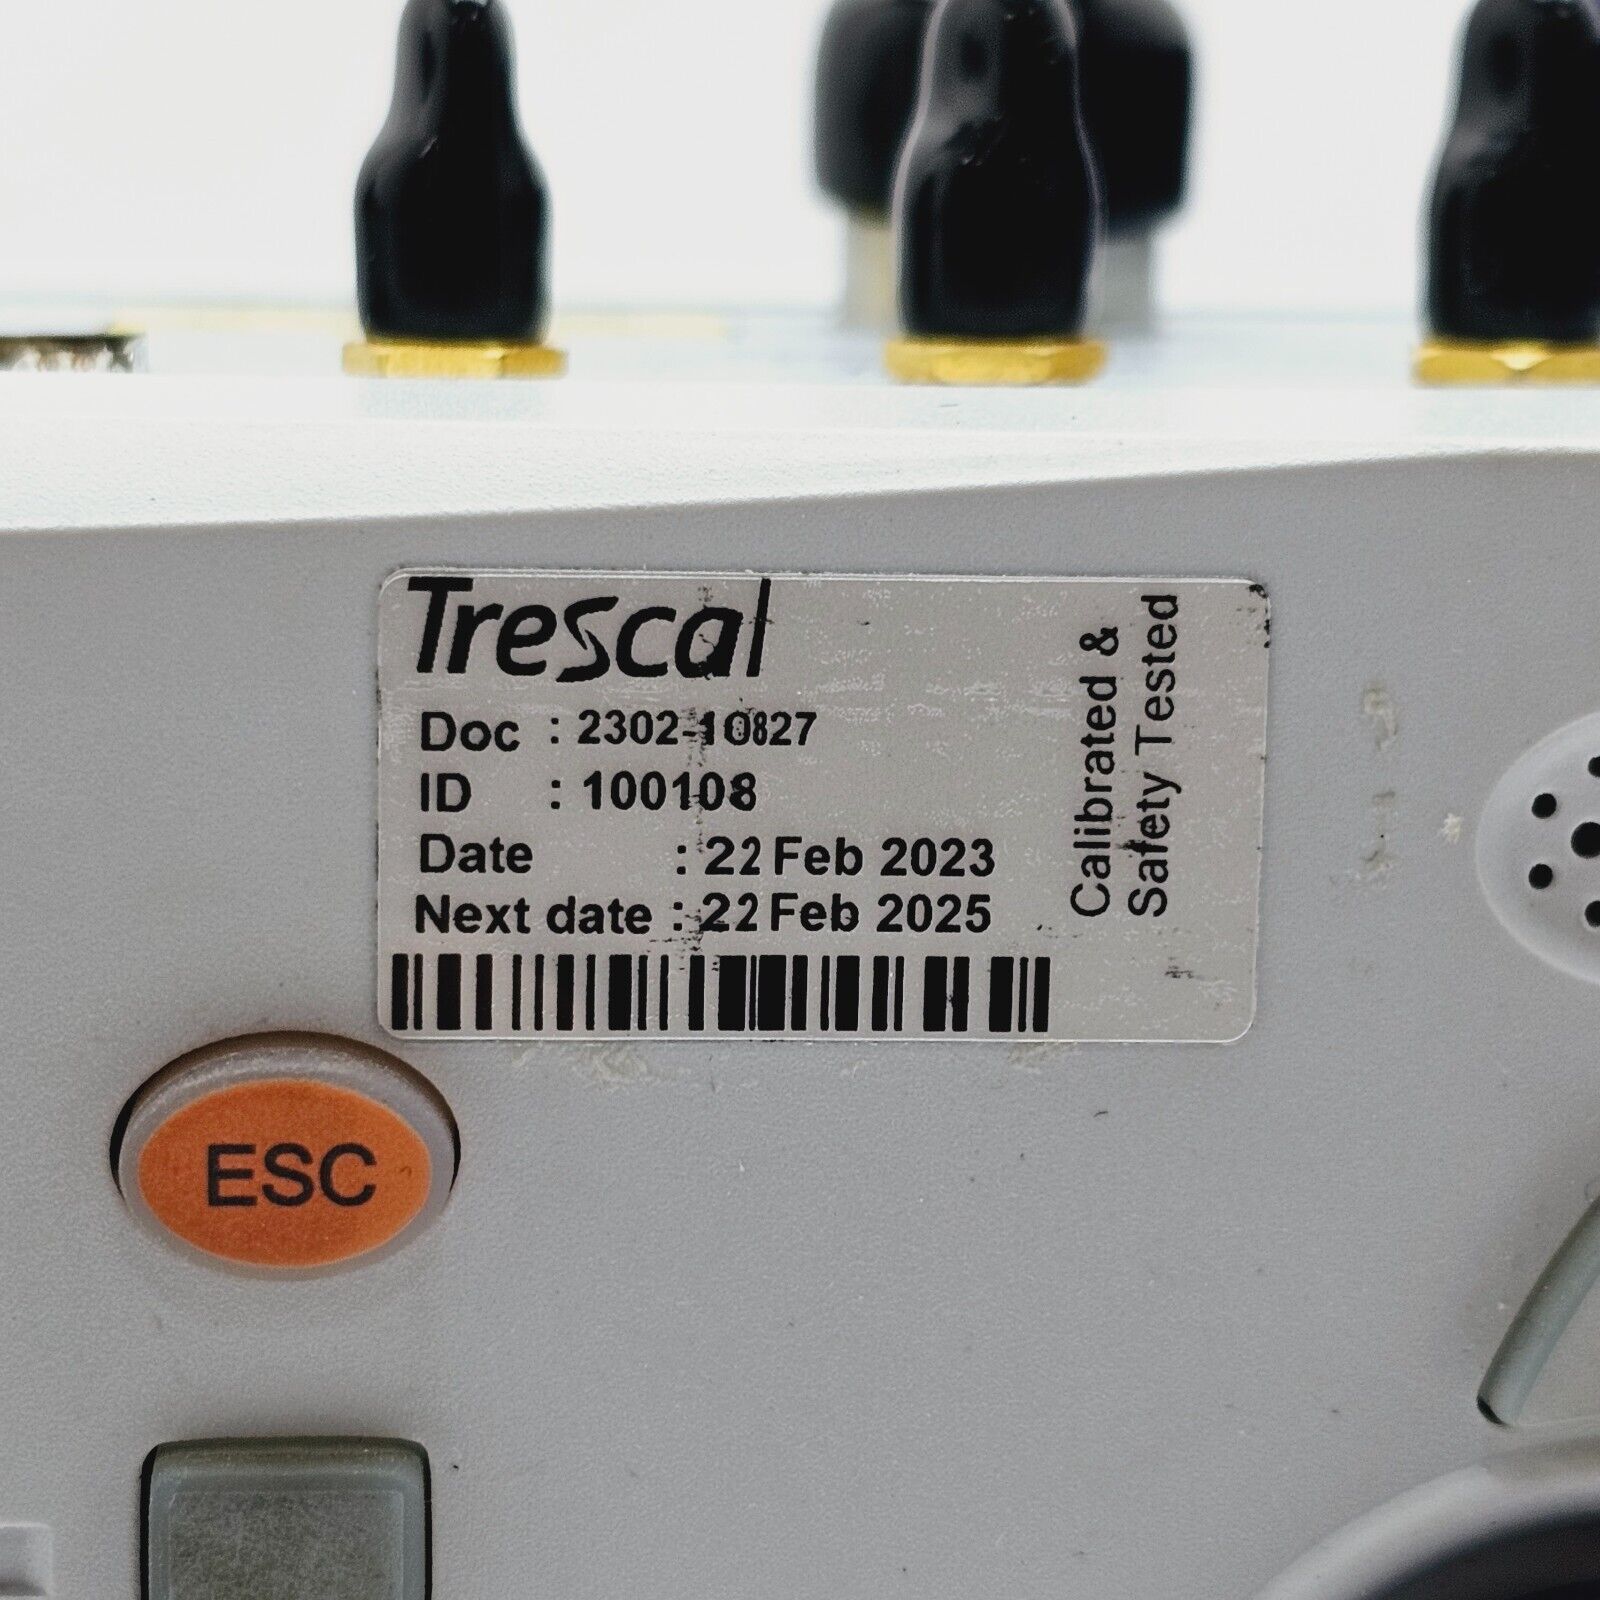 Trescal
Doc : 2302-10827
ID : 100108
Date : 22 Feb 2023
Next date : 22 Feb 2025
Calibrated &
Safety Tested
ESC